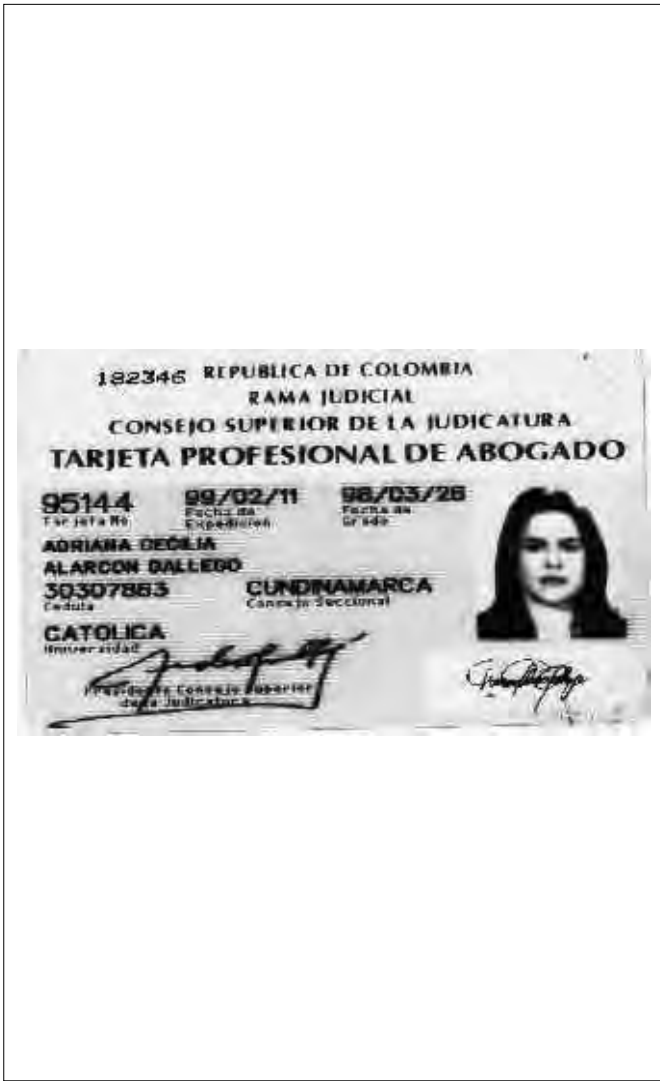 182346 REPUBLICA DE COLOMBIA
RAMA JUDICIAL
CONSEJO SUPERIOR DE LA JUDICATURA
TARJETA PROFESIONAL DE ABOGADO
95144 99/02/11 98/03/26
Tarjeta No Fecha de Expedicion Fecha de Grado
ADRIANA CECILIA
ALARCON GALLEGO
30307883 CUNDINAMARCA
Cedula Consejo Seccional
CATOLICA
Universidad
Presidente Consejo Superior
de la Judicatura